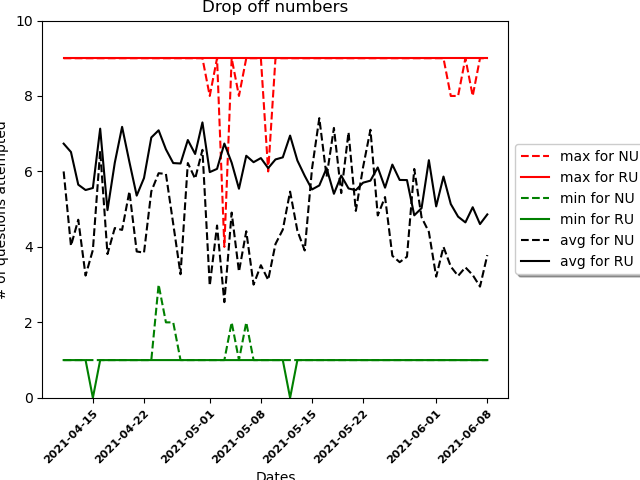 Drop off numbers
# of questions attempted
10
8
6
4
2
0
2021-04-15
2021-04-22
2021-05-01
2021-05-08
2021-05-15
2021-05-22
2021-06-01
2021-06-08
Dates
max for NU
max for RU
min for NU
min for RU
avg for NU
avg for RU